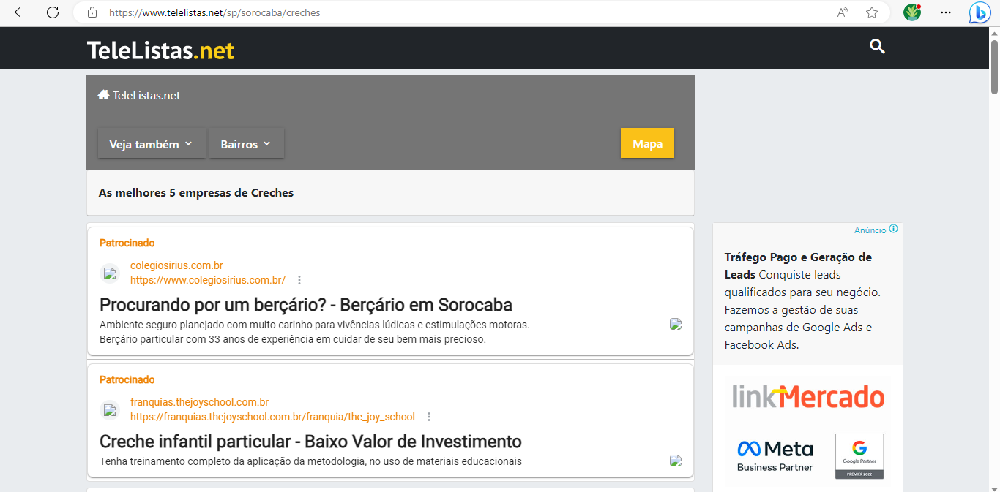 https://www.telelistas.net/sp/sorocaba/creches
TeleListas.net
TeleListas.net
Veja também
Bairros
Mapa
As melhores 5 empresas de Creches
Patrocinado
colegiosirius.com.br
https://www.colegiosirius.com.br/
Procurando por um berçário? - Berçário em Sorocaba
Ambiente seguro planejado com muito carinho para vivências lúdicas e estimulações motoras.
Berçário particular com 33 anos de experiência em cuidar de seu bem mais precioso.
Patrocinado
franquias.thejoyschool.com.br
https://franquias.thejoyschool.com.br/franquia/the_joy_school
Creche infantil particular - Baixo Valor de Investimento
Tenha treinamento completo da aplicação da metodologia, no uso de materiais educacionais
Anúncio
Tráfego Pago e Geração de
Leads Conquiste leads
qualificados para seu negócio.
Fazemos a gestão de suas
campanhas de Google Ads e
Facebook Ads.
linkMercado
Meta
Business Partner
Google Partner
PREMIER 2022